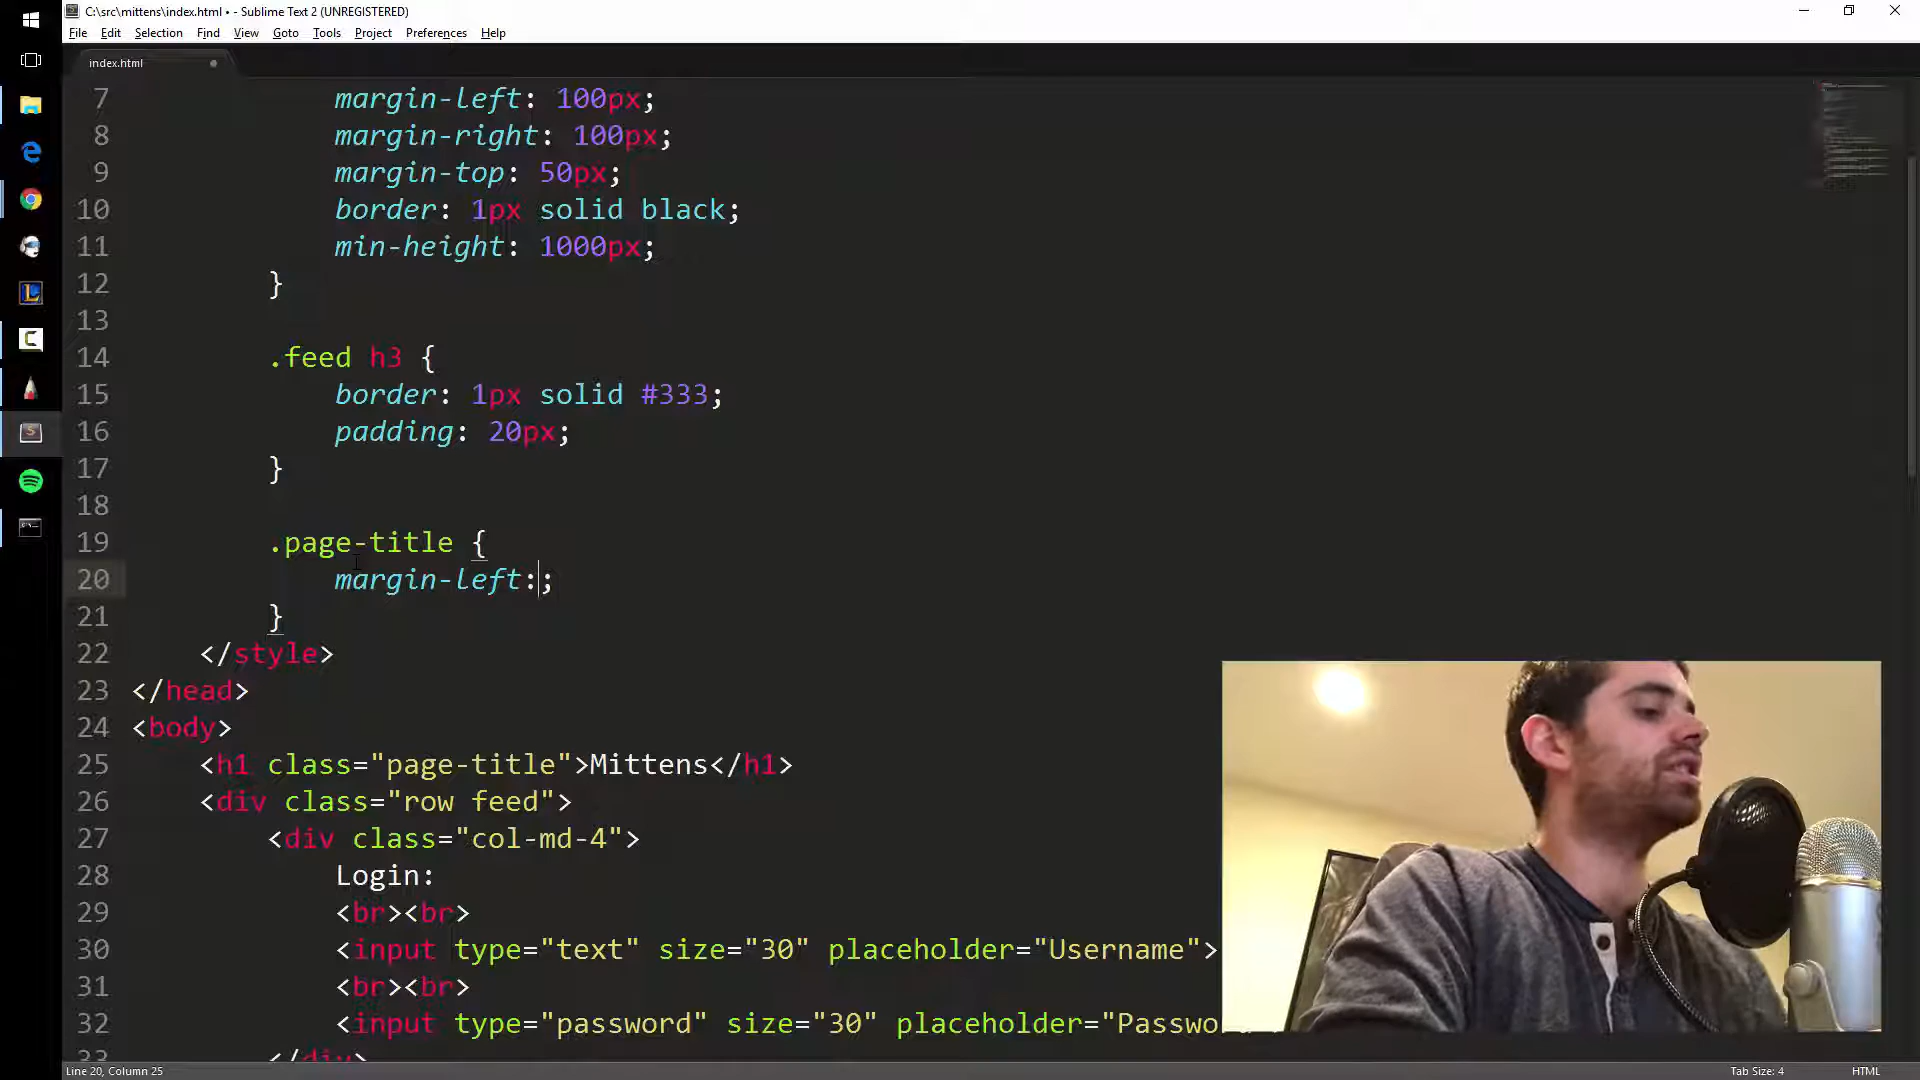 C:\src\mittens\index.html • - Sublime Text 2 (UNREGISTERED)
File Edit Selection Find View Goto Tools Project Preferences Help
index.html
7 margin-left: 100px;
8 margin-right: 100px;
9 margin-top: 50px;
10 border: 1px solid black;
11 min-height: 1000px;
12 }
13
14 .feed h3 {
15 border: 1px solid #333;
16 padding: 20px;
17 }
18
19 .page-title {
20 margin-left:;
21 }
22 </style>
23 </head>
24 <body>
25 <h1 class="page-title">Mittens</h1>
26 <div class="row feed">
27 <div class="col-md-4">
28 Login:
29 <br><br>
30 <input type="text" size="30" placeholder="Username">
31 <br><br>
32 <input type="password" size="30" placeholder="Passwo
33 </div>
Line 20, Column 25
Tab Size: 4
HTML